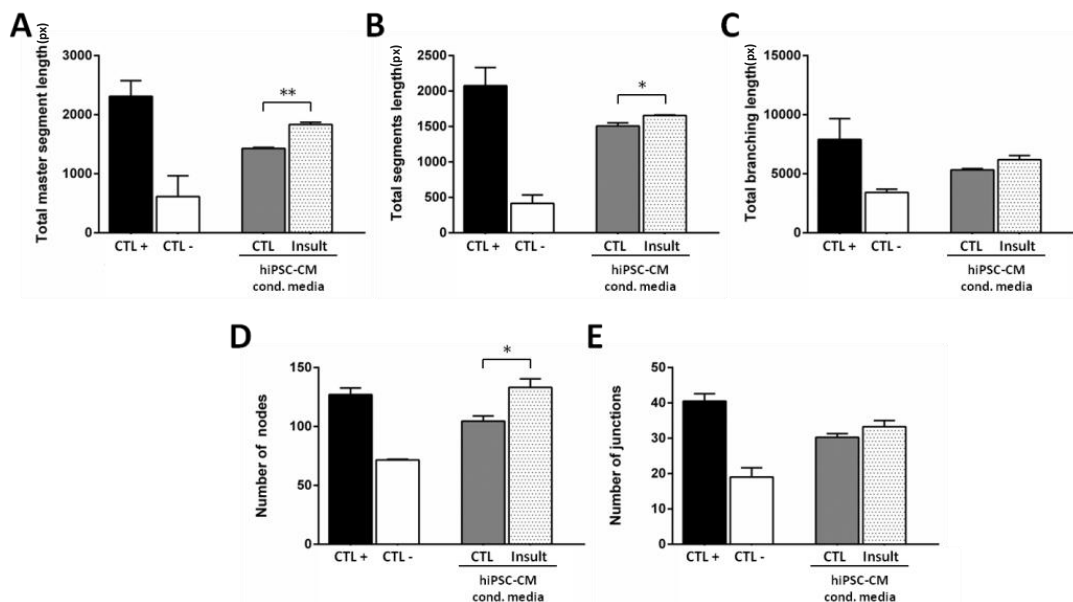 A
Total master segment length(px)
3000
2000
1000
0
**
CTL +
CTL -
CTL
Insult
hiPSC-CM
cond. media
B
Total segments length(px)
2500
2000
1500
1000
500
0
*
CTL +
CTL -
CTL
Insult
hiPSC-CM
cond. media
C
Total branching length(px)
15000
10000
5000
0
CTL +
CTL -
CTL
Insult
hiPSC-CM
cond. media
D
Number of nodes
150
100
50
0
*
CTL +
CTL -
CTL
Insult
hiPSC-CM
cond. media
E
Number of junctions
50
40
30
20
10
0
CTL +
CTL -
CTL
Insult
hiPSC-CM
cond. media